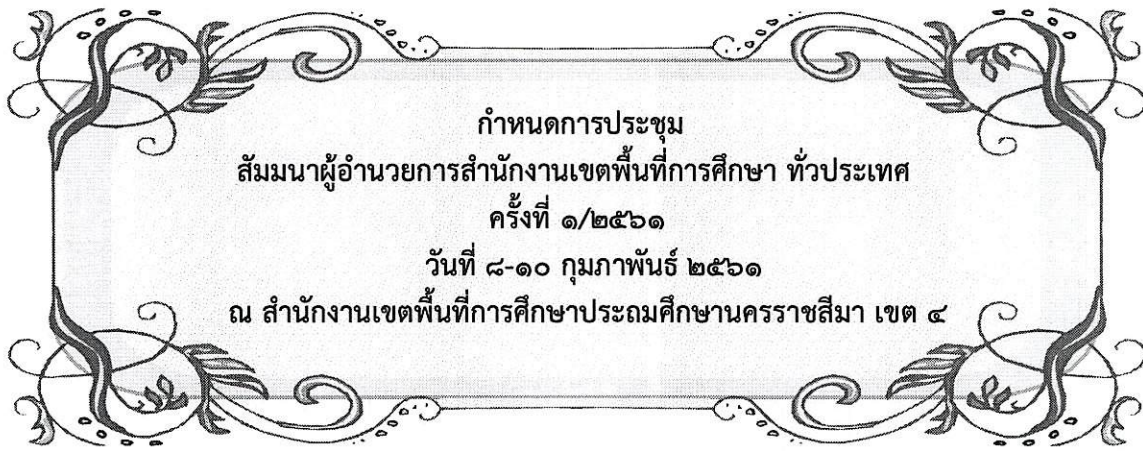 กำหนดการประชุม
สัมมนาผู้อำนวยการสำนักงานเขตพื้นที่การศึกษา ทั่วประเทศ
ครั้งที่ ๑/๒๕๖๑
วันที่ ๘-๑๐ กุมภาพันธ์ ๒๕๖๑
ณ สำนักงานเขตพื้นที่การศึกษาประถมศึกษานครราชสีมา เขต ๔